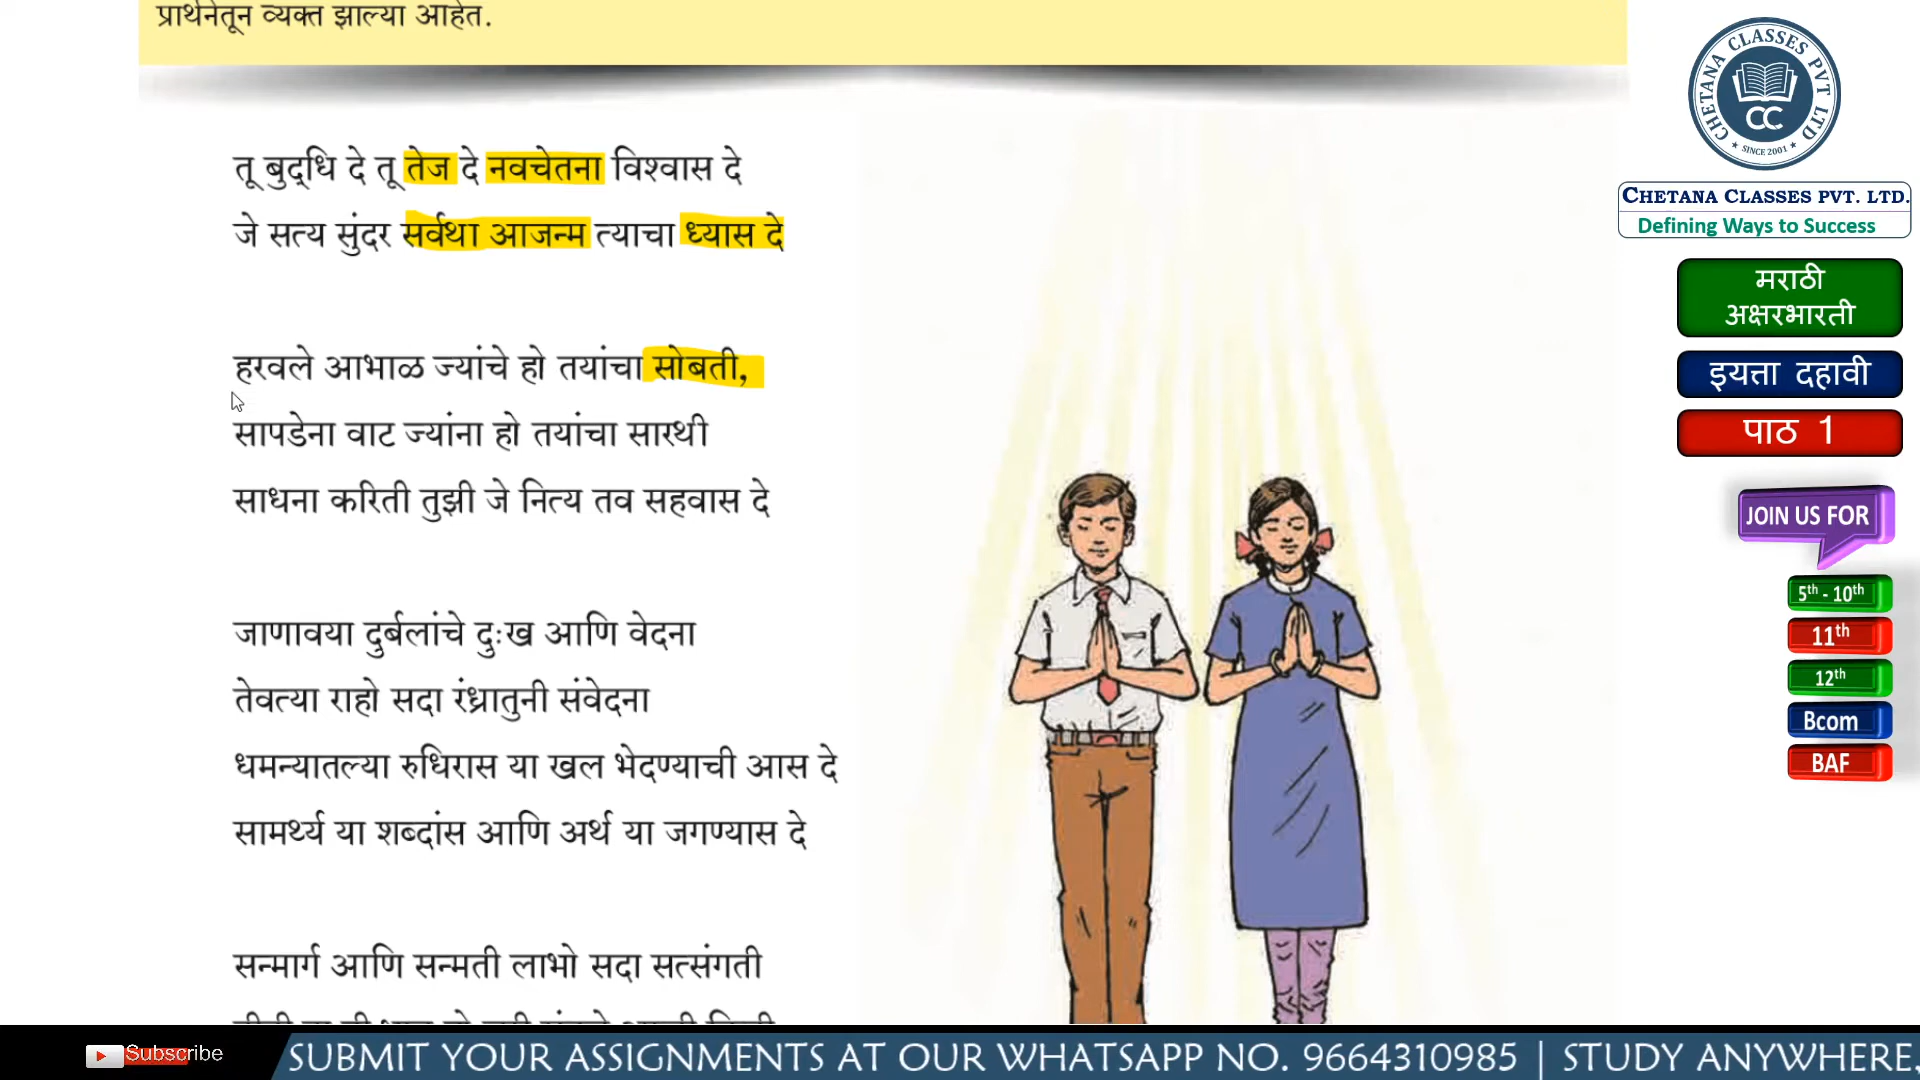 प्रार्थनेतून व्यक्त झाल्या आहेत.
तू बुद्‌धि दे तू तेज दे नवचेतना विश्वास दे
जे सत्य सुंदर सर्वथा आजन्म त्याचा ध्यास दे
हरवले आभाळ ज्यांचे हो तयांचा सोबती,
सापडेना वाट ज्यांना हो तयांचा सारथी
साधना करिती तुझी जे नित्य तव सहवास दे
जाणावया दुर्बलांचे दुःख आणि वेदना
तेवत्या राहो सदा रंध्रातुनी संवेदना
धमन्यातल्या रुधिरास या खल भेदण्याची आस दे
सामर्थ्य या शब्दांस आणि अर्थ या जगण्यास दे
सन्मार्ग आणि सन्मती लाभो सदा सत्संगती
CHETANA CLASSES PVT LTD
CC
★ SINCE 2001 ★
CHETANA CLASSES PVT. LTD.
Defining Ways to Success
मराठी
अक्षरभारती
इयत्ता दहावी
पाठ 1
JOIN US FOR
5th - 10th
11th
12th
Bcom
BAF
Subscribe
SUBMIT YOUR ASSIGNMENTS AT OUR WHATSAPP NO. 9664310985 | STUDY ANYWHERE,